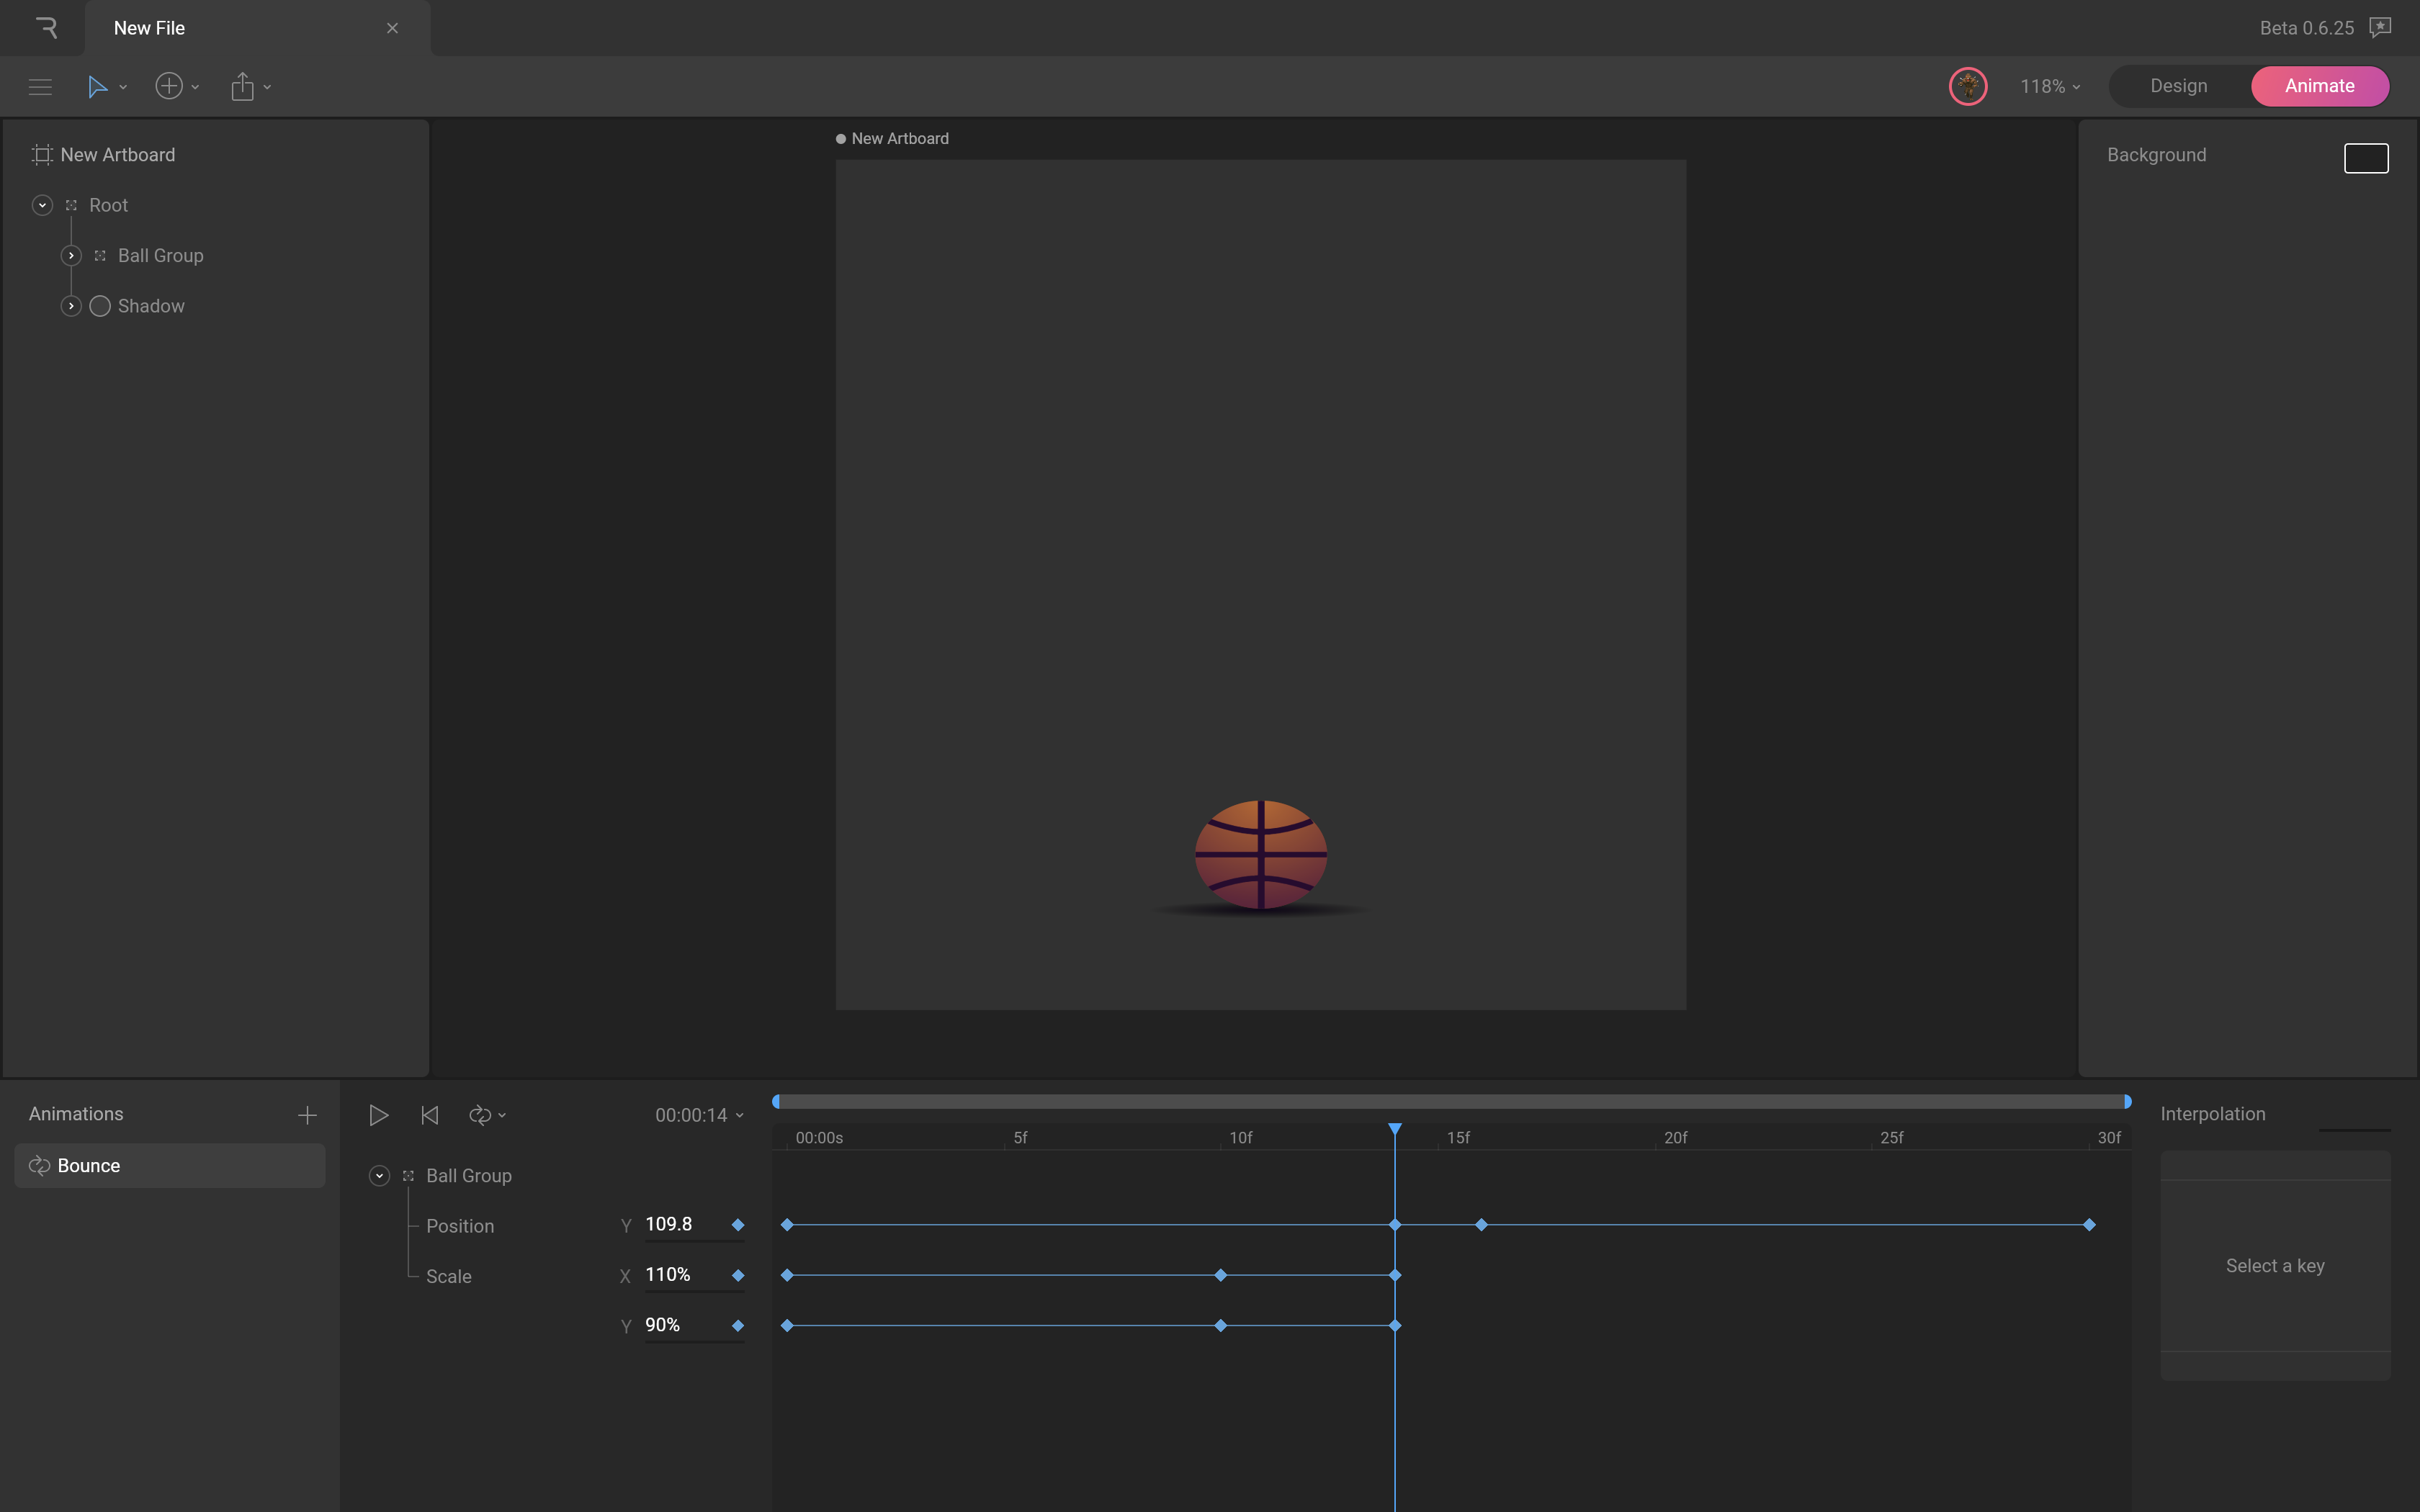 New File
Beta 0.6.25
118%
Design
Animate
New Artboard
Root
Ball Group
Shadow
New Artboard
Background
Animations
Bounce
00:00:14
00:00s 5f 10f 15f 20f 25f 30f
Ball Group
Position Y 109.8
Scale X 110%
Y 90%
Interpolation
Select a key